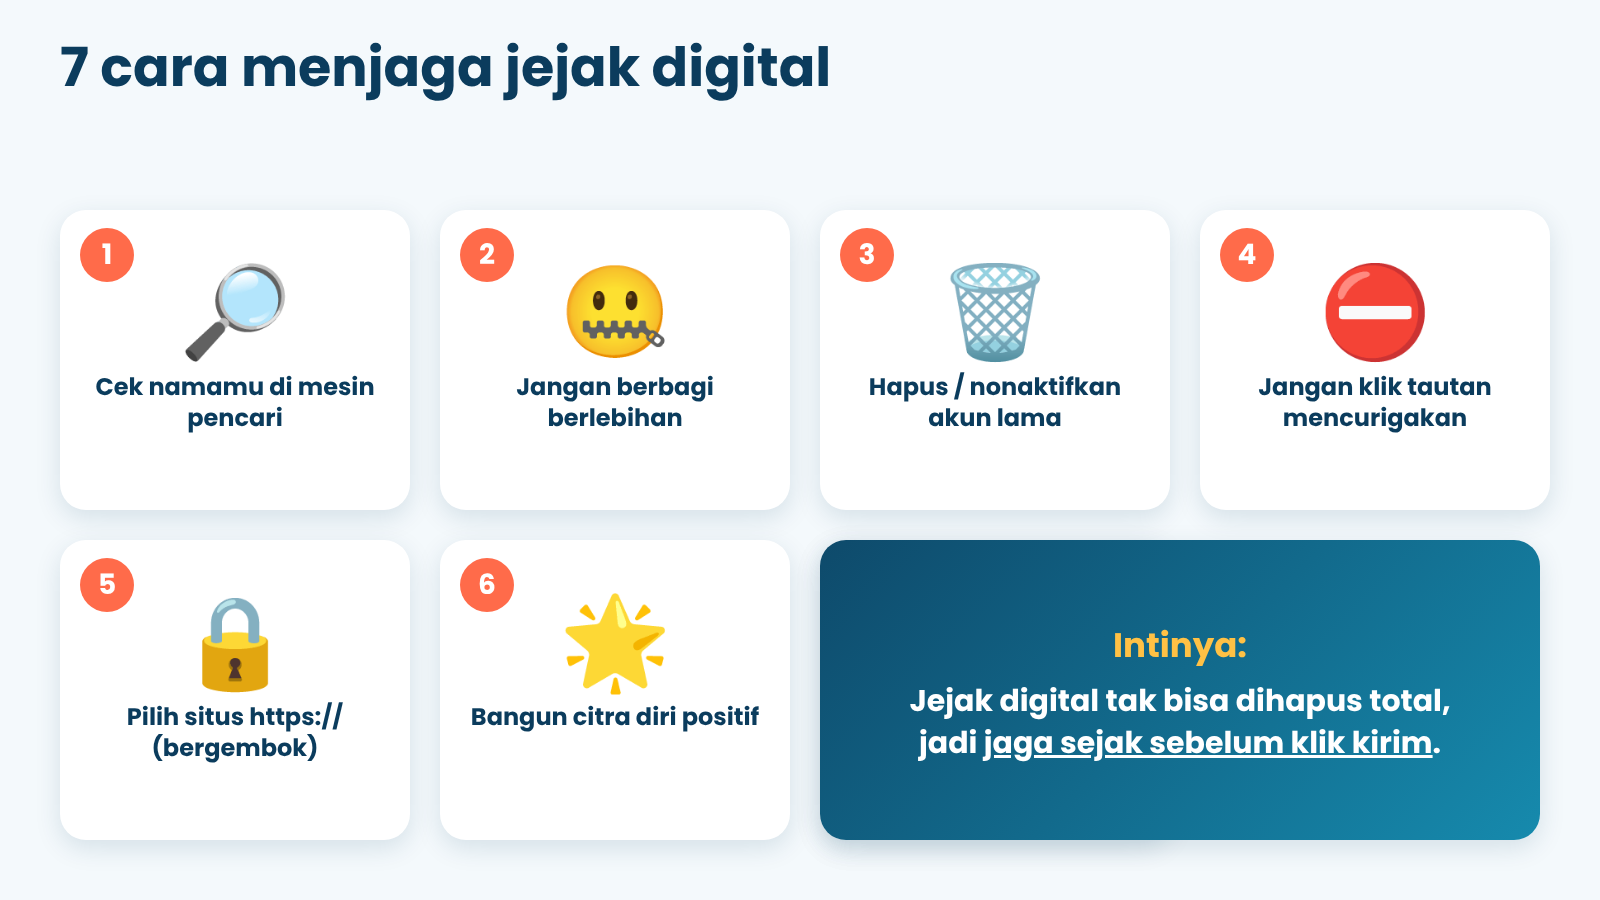 7 cara menjaga jejak digital
1
Cek namamu di mesin
pencari
2
Jangan berbagi
berlebihan
3
Hapus / nonaktifkan
akun lama
4
Jangan klik tautan
mencurigakan
5
Pilih situs https://
(bergembok)
6
Bangun citra diri positif
Intinya:
Jejak digital tak bisa dihapus total,
jadi jaga sejak sebelum klik kirim.